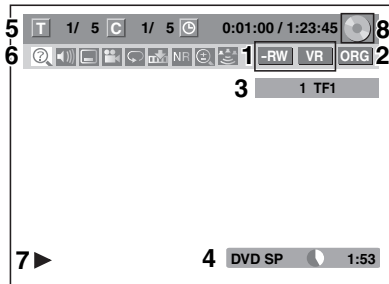 5 T 1/ 5 C 1/ 5 0:01:00 / 1:23:45 8
6 NR 1 -RW VR ORG 2
3 1 TF1
7 4 DVD SP 1:53